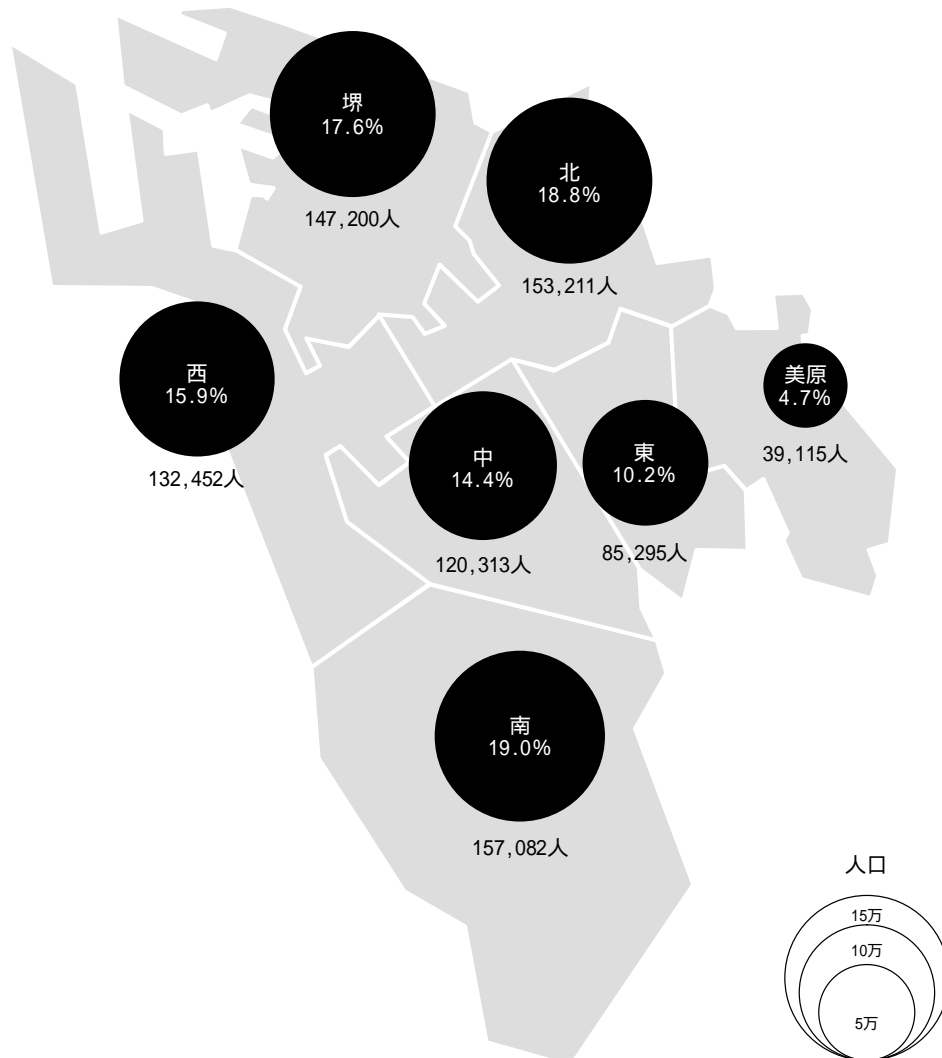 堺
17.6%
147,200人
北
18.8%
153,211人
西
15.9%
132,452人
美原
4.7%
39,115人
中
14.4%
120,313人
東
10.2%
85,295人
南
19.0%
157,082人
人口
15万
10万
5万